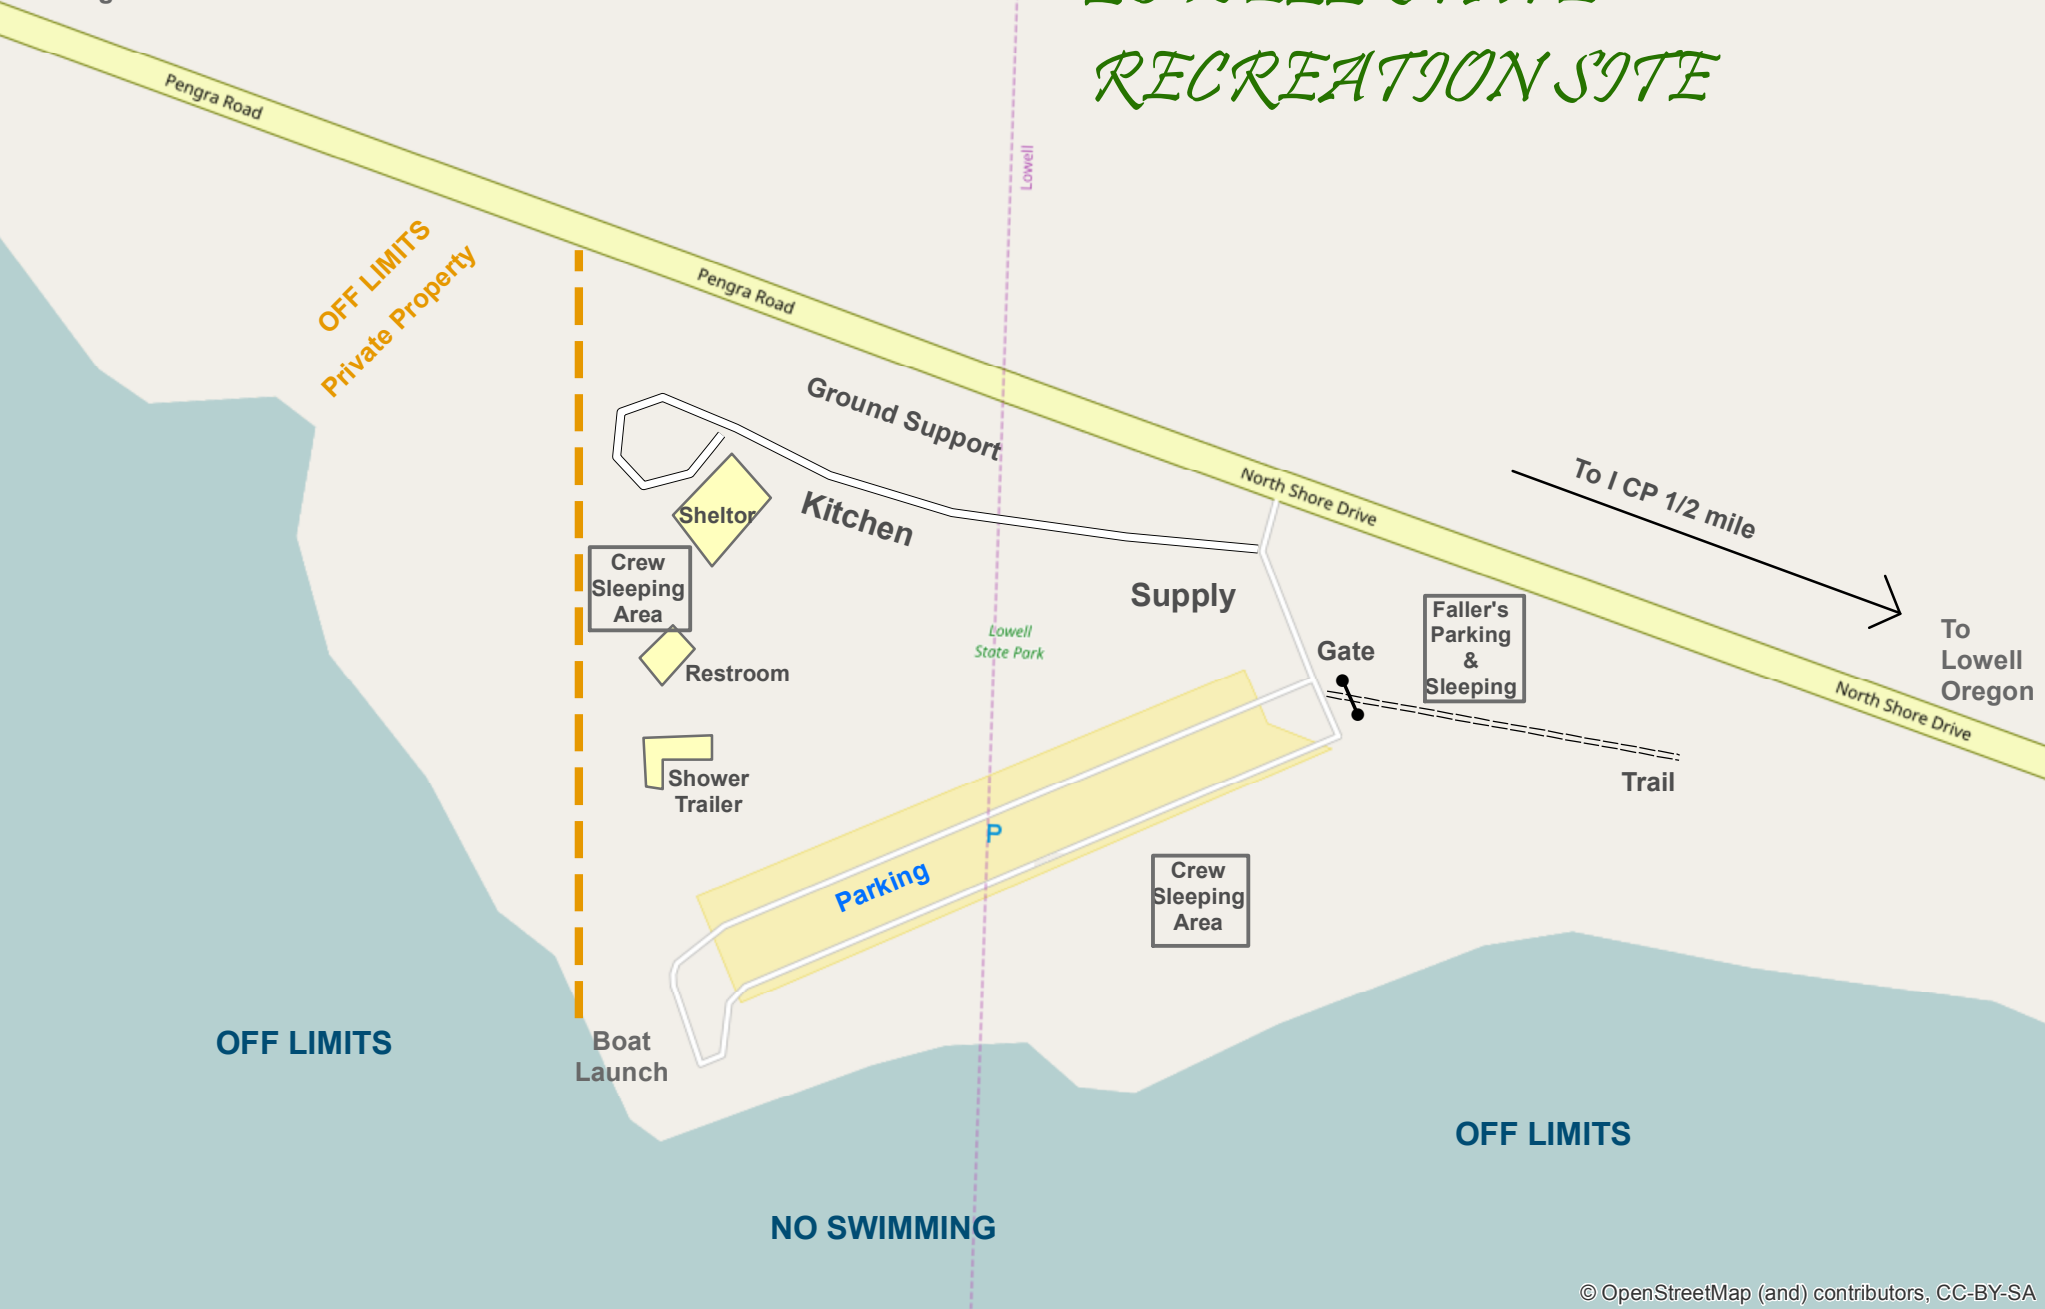 RECREATION SITE
Pengra Road
Lowell
OFF LIMITS
Private Property
Pengra Road
Ground Support
North Shore Drive
To I CP 1/2 mile
Kitchen
Sheltor
Crew
Sleeping
Area
Supply
Faller's
Parking
&
Sleeping
To
Lowell
Oregon
Lowell
State Park
Gate
Restroom
North Shore Drive
Shower
Trailer
Trail
P
Parking
Crew
Sleeping
Area
OFF LIMITS
Boat
Launch
OFF LIMITS
NO SWIMMING
© OpenStreetMap (and) contributors, CC-BY-SA